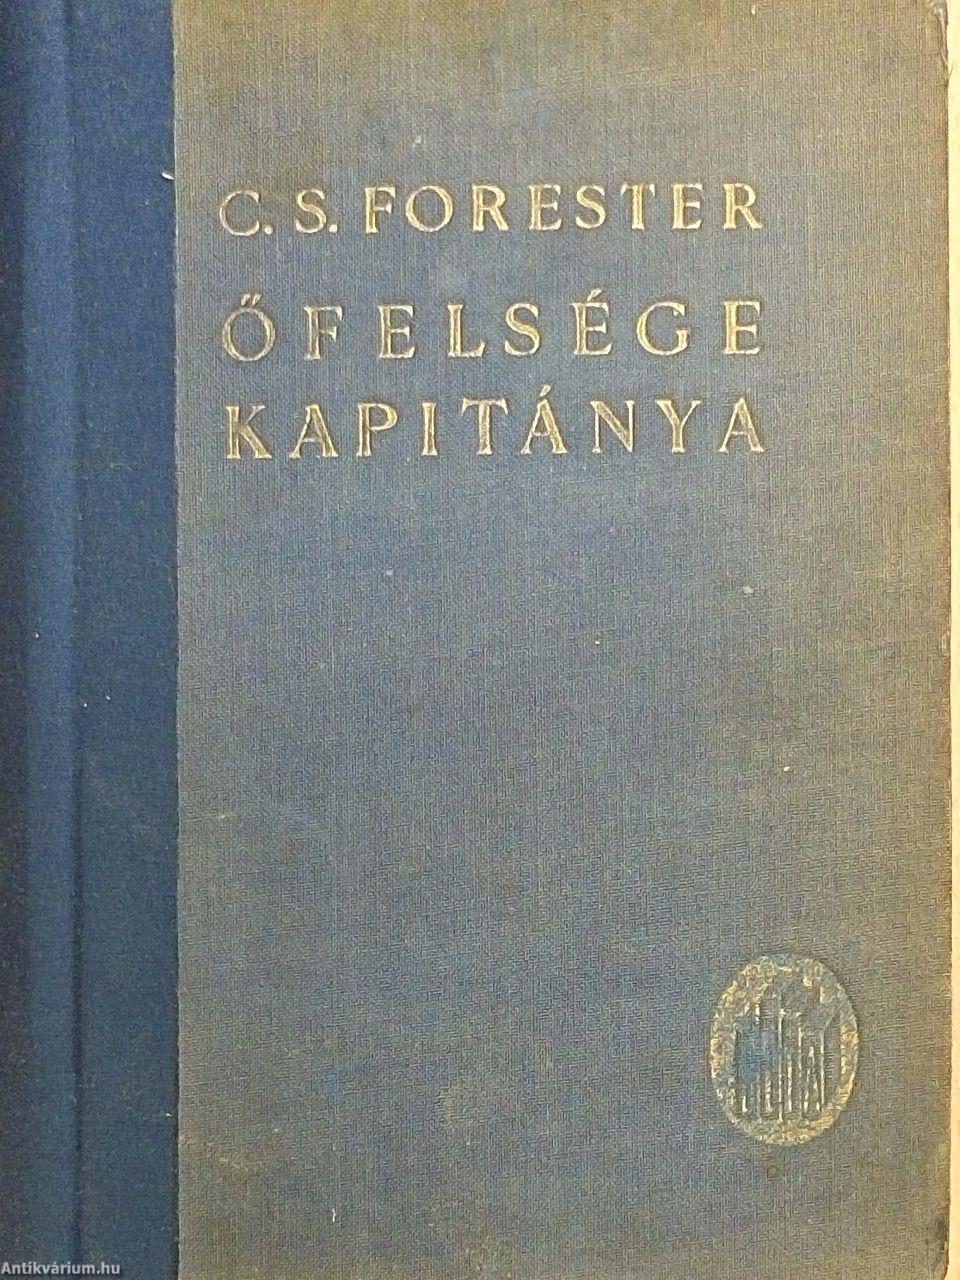 C. S. FORESTER
ŐFELSÉGE
KAPITÁNYA
Antikvárium.hu